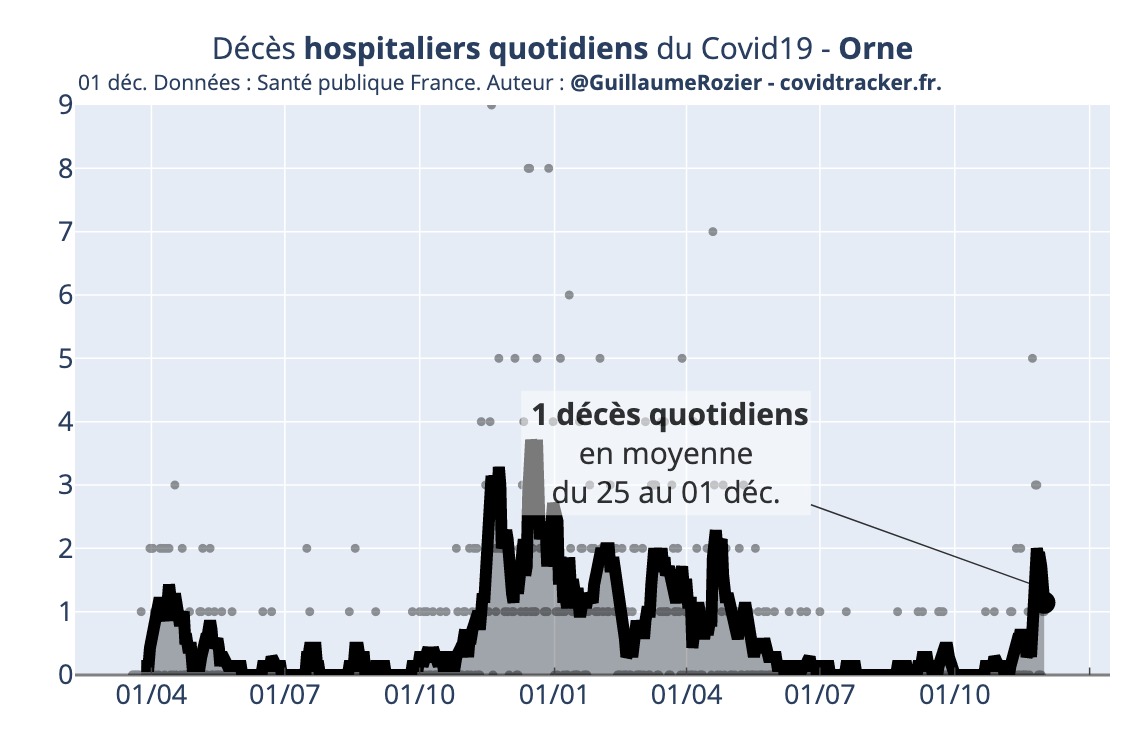 Décès hospitaliers quotidiens du Covid19 - Orne
01 déc. Données : Santé publique France. Auteur : @GuillaumeRozier - covidtracker.fr.
9
8
7
6
5
4
3
2
1
0
1 décès quotidiens
en moyenne
du 25 au 01 déc.
01/04 01/07 01/10 01/01 01/04 01/07 01/10